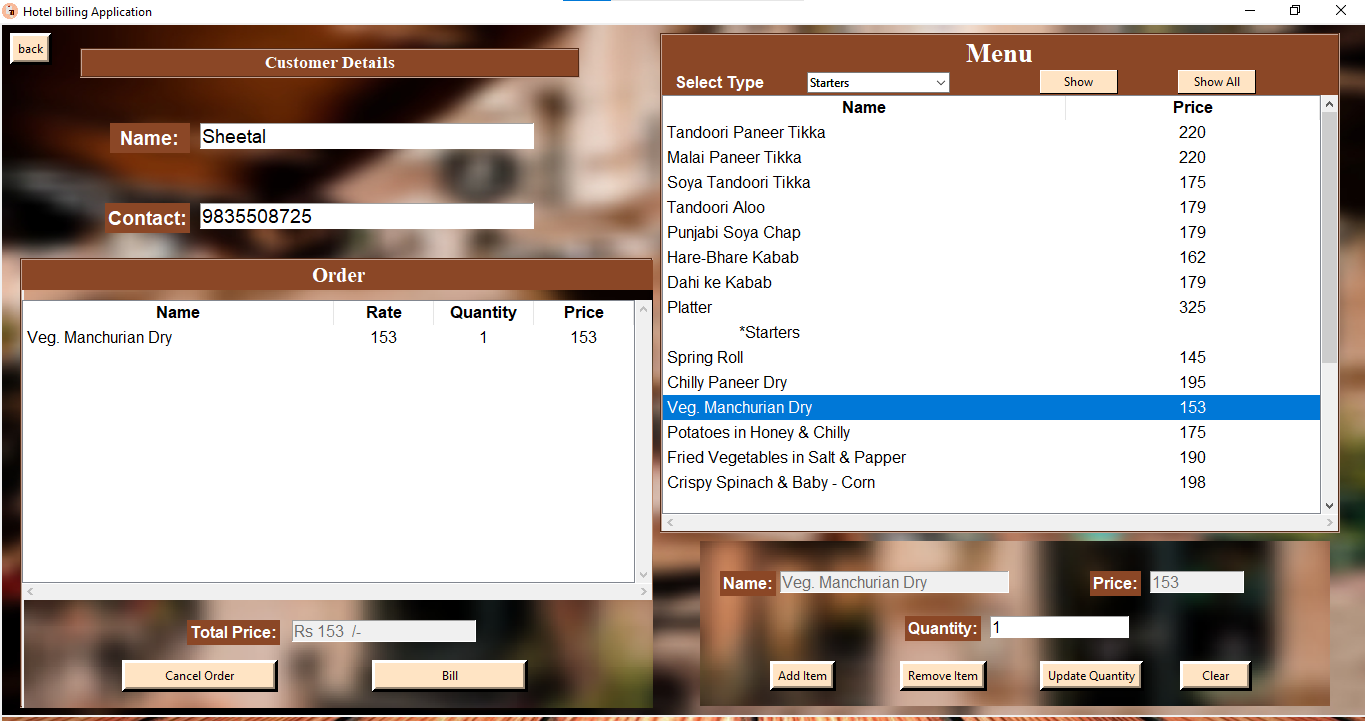 Hotel billing Application
back
Customer Details
Name: Sheetal
Contact: 9835508725
Order
Name Rate Quantity Price
Veg. Manchurian Dry 153 1 153
Total Price: Rs 153 /-
Cancel Order Bill
Menu
Select Type Starters Show Show All
Name Price
Tandoori Paneer Tikka 220
Malai Paneer Tikka 220
Soya Tandoori Tikka 175
Tandoori Aloo 179
Punjabi Soya Chap 179
Hare-Bhare Kabab 162
Dahi ke Kabab 179
Platter 325
*Starters
Spring Roll 145
Chilly Paneer Dry 195
Veg. Manchurian Dry 153
Potatoes in Honey & Chilly 175
Fried Vegetables in Salt & Papper 190
Crispy Spinach & Baby - Corn 198
Name: Veg. Manchurian Dry Price: 153
Quantity: 1
Add Item Remove Item Update Quantity Clear